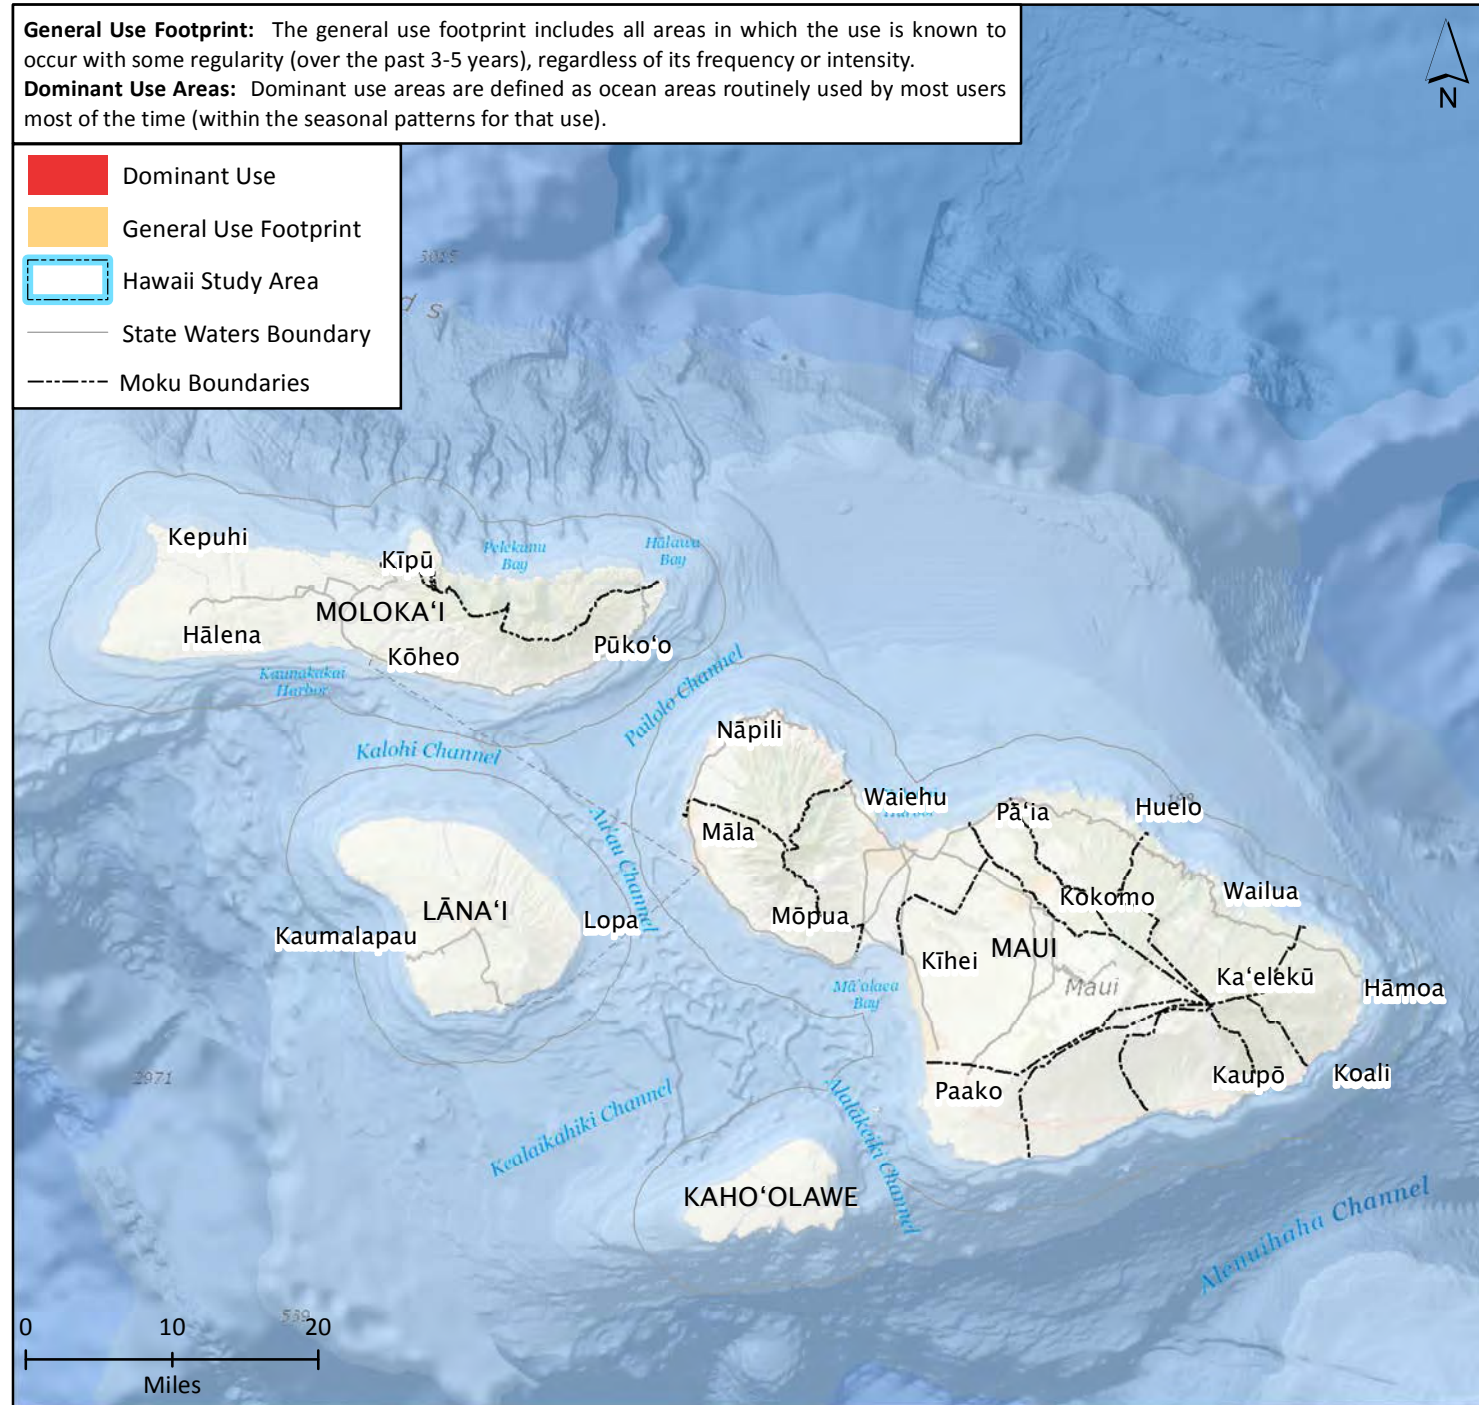 General Use Footprint: The general use footprint includes all areas in which the use is known to
occur with some regularity (over the past 3-5 years), regardless of its frequency or intensity.
Dominant Use Areas: Dominant use areas are defined as ocean areas routinely used by most users
most of the time (within the seasonal patterns for that use).
N
Dominant Use
General Use Footprint
Hawaii Study Area
State Waters Boundary
Moku Boundaries
3015
d s
Kepuhi
Kīpū
Pelekunu
Bay
Hālawa
Bay
MOLOKAʻI
Hālena
Kōheo
Pūkoʻo
Kaunakakai
Harbor
Pailolo Channel
Kalohi Channel
Nāpili
Waiehu
Pāʻia
Huelo
Māla
Auʻau Channel
Kōkomo
Wailua
LĀNAʻI
Lopa
Mōpua
Kaumalapau
Kīhei
MAUI
Maui
Kaʻelekū
Hāmoa
Māʻalaea
Bay
2971
Paako
Kaupō
Koali
Kealaikahiki Channel
Alalākeiki Channel
KAHOʻOLAWE
Alenuihāhā Channel
539
0
10
20
Miles